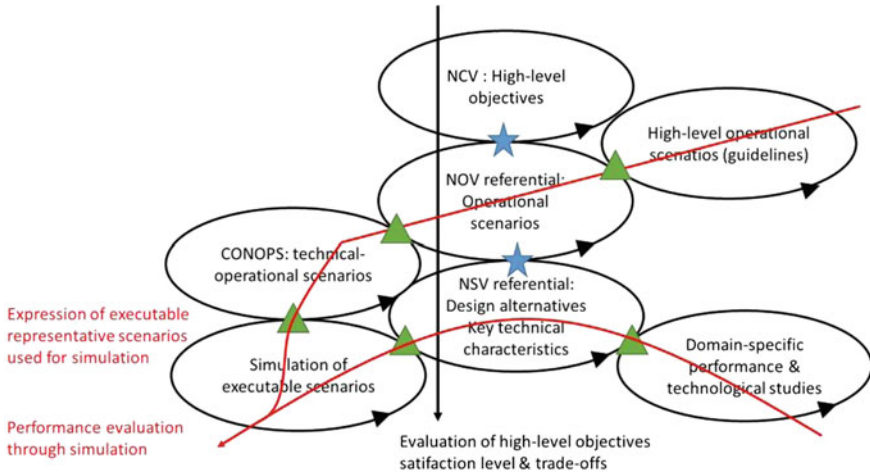 NCV : High-level
objectives
High-level operational
scenatios (guidelines)
NOV referential:
Operational
scenarios
CONOPS: technical-
operational scenarios
NSV referential:
Design alternatives
Key technical
characteristics
Expression of executable
representative scenarios
used for simulation
Simulation of
executable scenarios
Domain-specific
performance &
technological studies
Performance evaluation
through simulation
Evaluation of high-level objectives
satifaction level & trade-offs